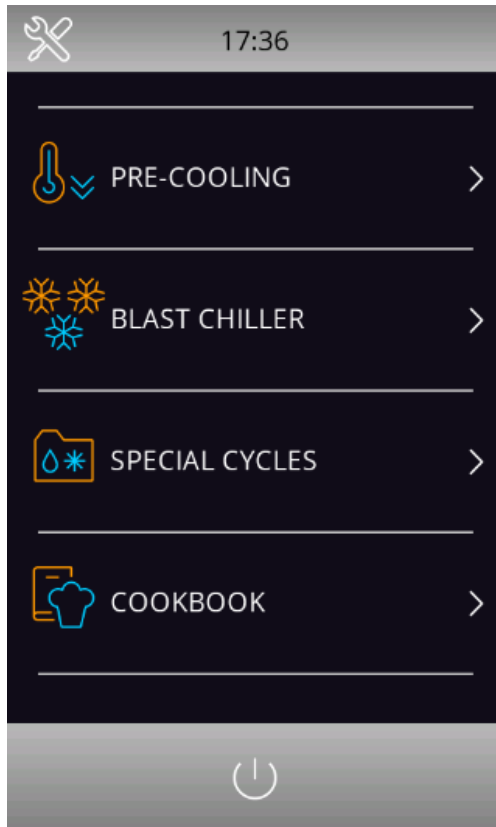 17:36
PRE-COOLING
BLAST CHILLER
SPECIAL CYCLES
COOKBOOK